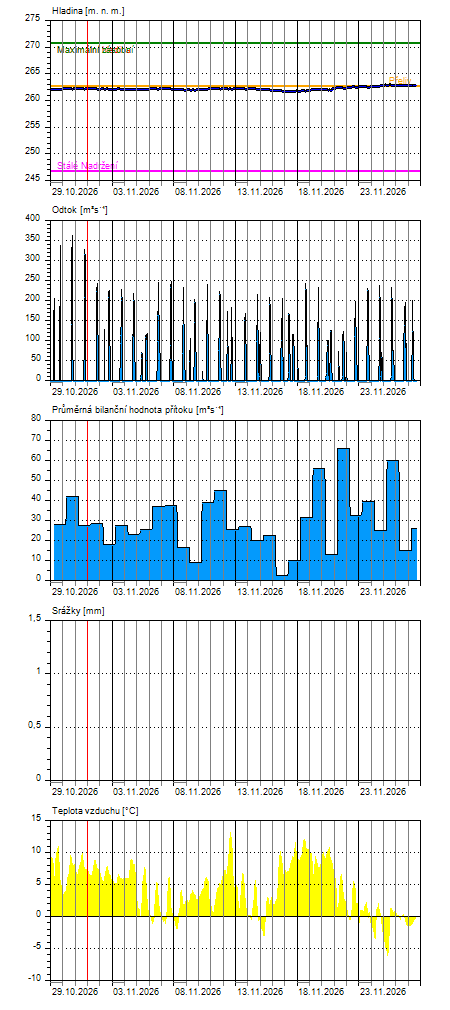 Hladina [m. n. m.]
275
270
265
260
255
250
245
Maximální
Přeliv
Stálé Nadržení
29.10.2026 03.11.2026 08.11.2026 13.11.2026 18.11.2026 23.11.2026
Odtok [m³s⁻¹]
400
350
300
250
200
150
100
50
0
29.10.2026 03.11.2026 08.11.2026 13.11.2026 18.11.2026 23.11.2026
Průměrná bilanční hodnota přítoku [m³s⁻¹]
80
70
60
50
40
30
20
10
0
29.10.2026 03.11.2026 08.11.2026 13.11.2026 18.11.2026 23.11.2026
Srážky [mm]
1,5
1
0,5
0
29.10.2026 03.11.2026 08.11.2026 13.11.2026 18.11.2026 23.11.2026
Teplota vzduchu [°C]
15
10
5
0
-5
-10
29.10.2026 03.11.2026 08.11.2026 13.11.2026 18.11.2026 23.11.2026